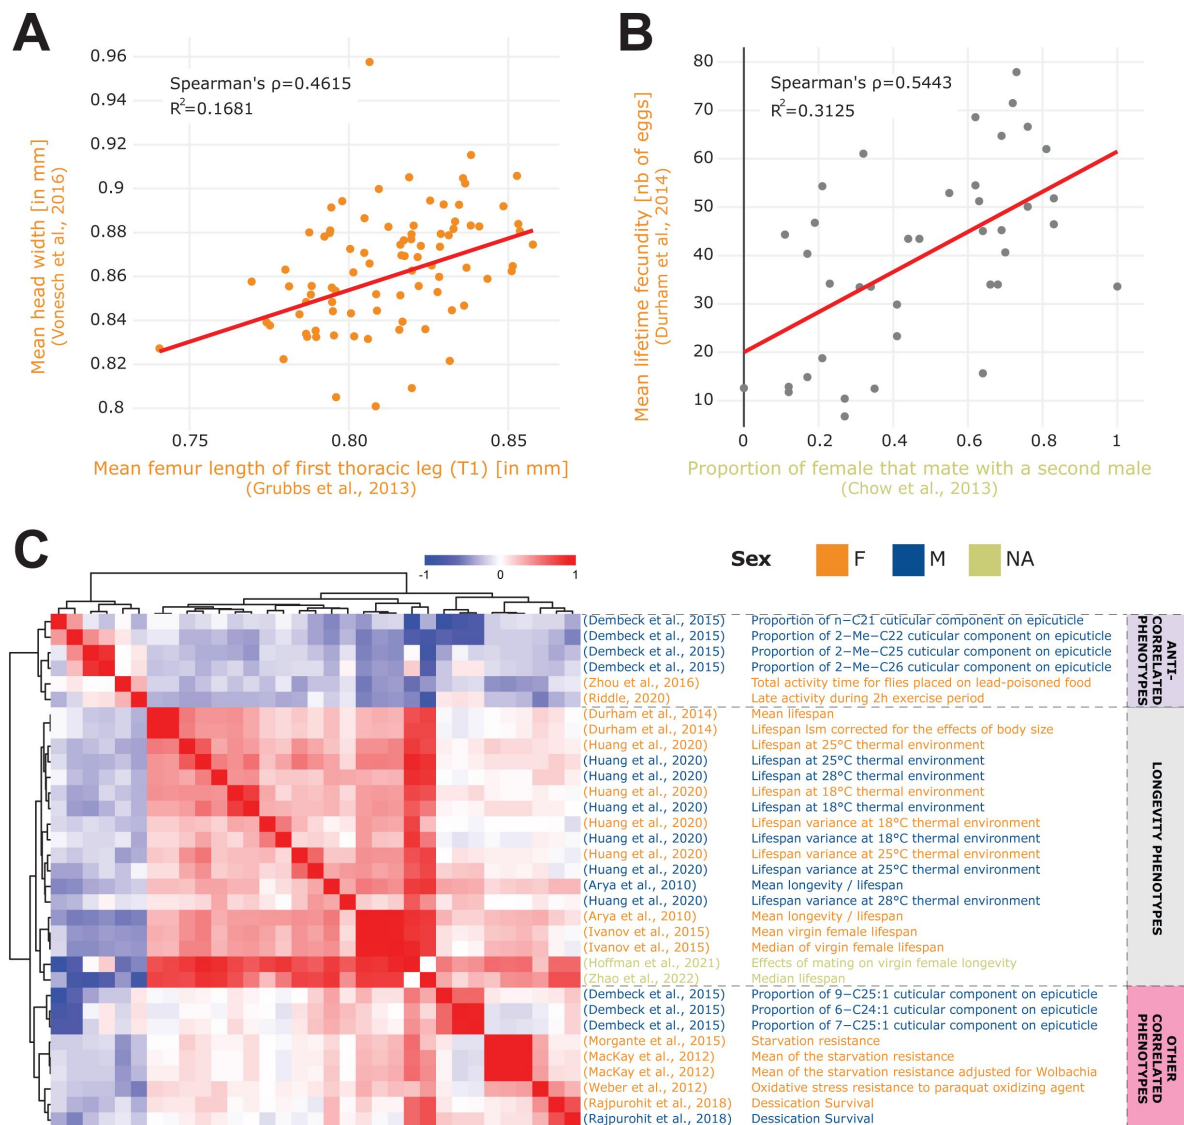 A
Spearman's ρ=0.4615
R²=0.1681
0.96
0.94
0.92
0.9
0.88
0.86
0.84
0.82
0.8
0.75
0.80
0.85
Mean head width [in mm]
(Vonesch et al., 2016)
Mean femur length of first thoracic leg (T1) [in mm]
(Grubbs et al., 2013)
B
Spearman's ρ=0.5443
R²=0.3125
80
70
60
50
40
30
20
10
0
0.2
0.4
0.6
0.8
1
Mean lifetime fecundity [nb of eggs]
(Durham et al., 2014)
Proportion of female that mate with a second male
(Chow et al., 2013)
C
-1
0
1
Sex F M NA
(Dembeck et al., 2015) Proportion of n−C21 cuticular component on epicuticle
(Dembeck et al., 2015) Proportion of 2−Me−C22 cuticular component on epicuticle
(Dembeck et al., 2015) Proportion of 2−Me−C25 cuticular component on epicuticle
(Dembeck et al., 2015) Proportion of 2−Me−C26 cuticular component on epicuticle
(Zhou et al., 2016) Total activity time for flies placed on lead−poisoned food
(Riddle, 2020) Late activity during 2h exercise period
(Durham et al., 2014) Mean lifespan
(Durham et al., 2014) Lifespan lsm corrected for the effects of body size
(Huang et al., 2020) Lifespan at 25°C thermal environment
(Huang et al., 2020) Lifespan at 25°C thermal environment
(Huang et al., 2020) Lifespan at 28°C thermal environment
(Huang et al., 2020) Lifespan at 18°C thermal environment
(Huang et al., 2020) Lifespan at 18°C thermal environment
(Huang et al., 2020) Lifespan variance at 18°C thermal environment
(Huang et al., 2020) Lifespan variance at 18°C thermal environment
(Huang et al., 2020) Lifespan variance at 25°C thermal environment
(Huang et al., 2020) Lifespan variance at 25°C thermal environment
(Arya et al., 2010) Mean longevity / lifespan
(Huang et al., 2020) Lifespan variance at 28°C thermal environment
(Arya et al., 2010) Mean longevity / lifespan
(Ivanov et al., 2015) Mean virgin female lifespan
(Ivanov et al., 2015) Median of virgin female lifespan
(Hoffman et al., 2021) Effects of mating on virgin female longevity
(Zhao et al., 2022) Median lifespan
(Dembeck et al., 2015) Proportion of 9−C25:1 cuticular component on epicuticle
(Dembeck et al., 2015) Proportion of 6−C24:1 cuticular component on epicuticle
(Dembeck et al., 2015) Proportion of 7−C25:1 cuticular component on epicuticle
(Morgante et al., 2015) Starvation resistance
(MacKay et al., 2012) Mean of the starvation resistance
(MacKay et al., 2012) Mean of the starvation resistance adjusted for Wolbachia
(Weber et al., 2012) Oxidative stress resistance to paraquat oxidizing agent
(Rajpurohit et al., 2018) Dessication Survival
(Rajpurohit et al., 2018) Dessication Survival
ANTI-
CORRELATED
PHENOTYPES
LONGEVITY PHENOTYPES
OTHER
CORRELATED
PHENOTYPES